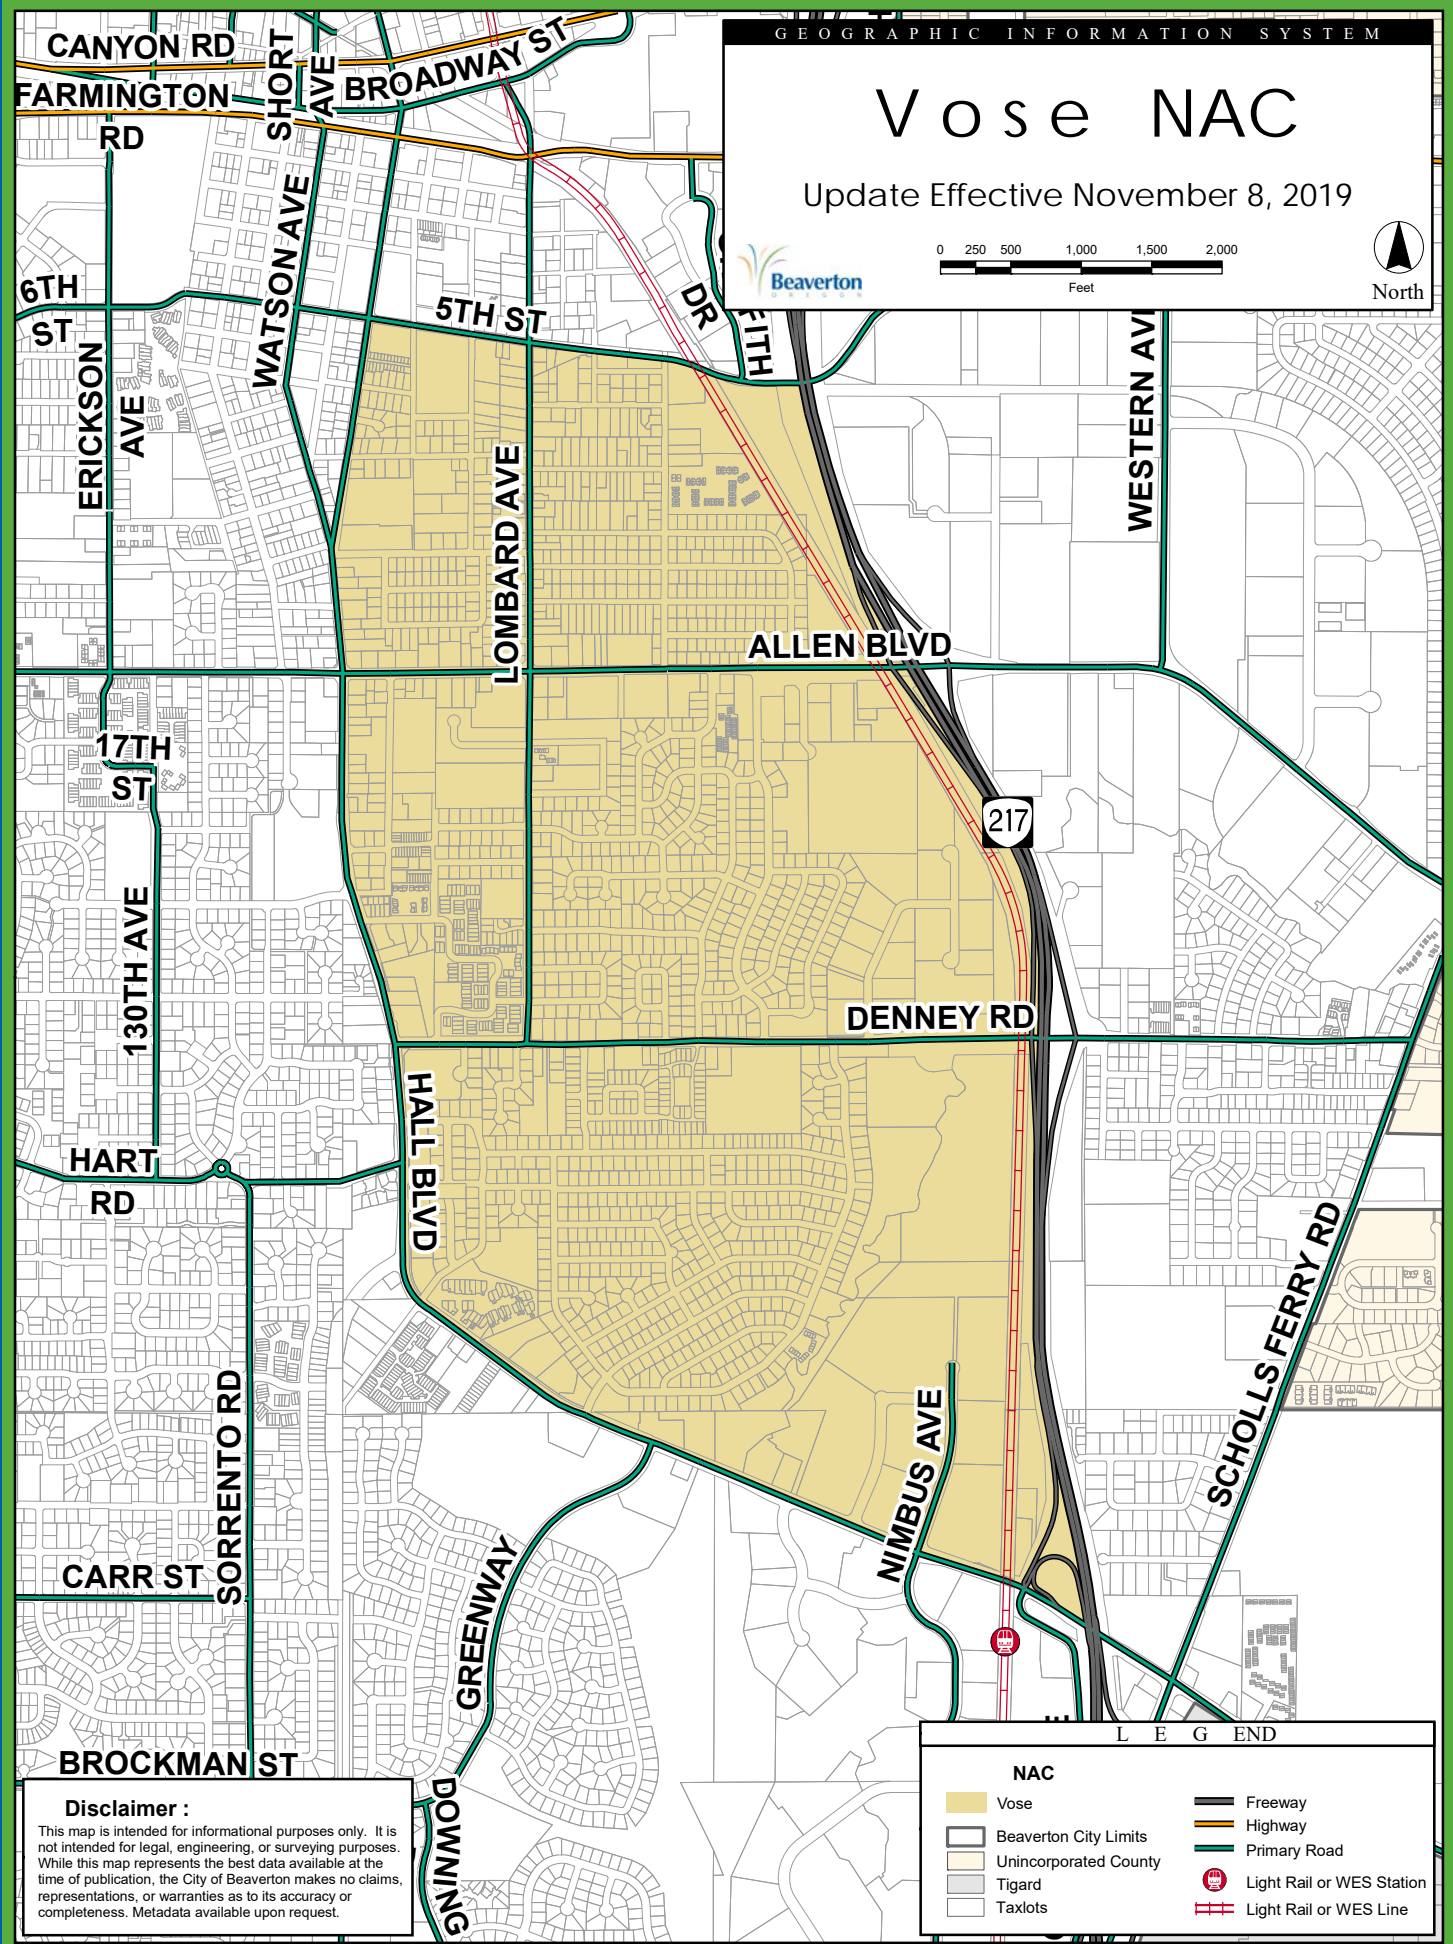 GEOGRAPHIC INFORMATION SYSTEM
Vose NAC
Update Effective November 8, 2019
0 250 500 1,000 1,500 2,000
Feet
Beaverton
OREGON
North
CANYON RD
FARMINGTON
RD
SHORT
AVE
BROADWAY ST
WATSON AVE
6TH
ST
5TH ST
DR
ERICKSON
AVE
LOMBARD AVE
WESTERN
ALLEN BLVD
17TH
ST
217
130TH AVE
DENNEY RD
HALL BLVD
HART
RD
SCHOLLS FERRY RD
SORRENTO RD
NIMBUS AVE
CARR ST
GREENWAY
BROCKMAN ST
DOWNING
Disclaimer :
This map is intended for informational purposes only. It is
not intended for legal, engineering, or surveying purposes.
While this map represents the best data available at the
time of publication, the City of Beaverton makes no claims,
representations, or warranties as to its accuracy or
completeness. Metadata available upon request.
LEGEND
NAC
Vose
Beaverton City Limits
Unincorporated County
Tigard
Taxlots
Freeway
Highway
Primary Road
Light Rail or WES Station
Light Rail or WES Line